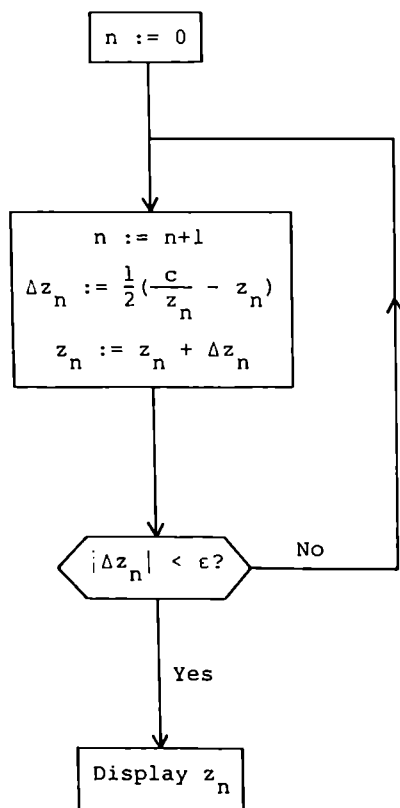 n := 0
n := n+1
Δz_n := 1/2(c/z_n - z_n)
z_n := z_n + Δz_n
|Δz_n| < ε?
No
Yes
Display z_n